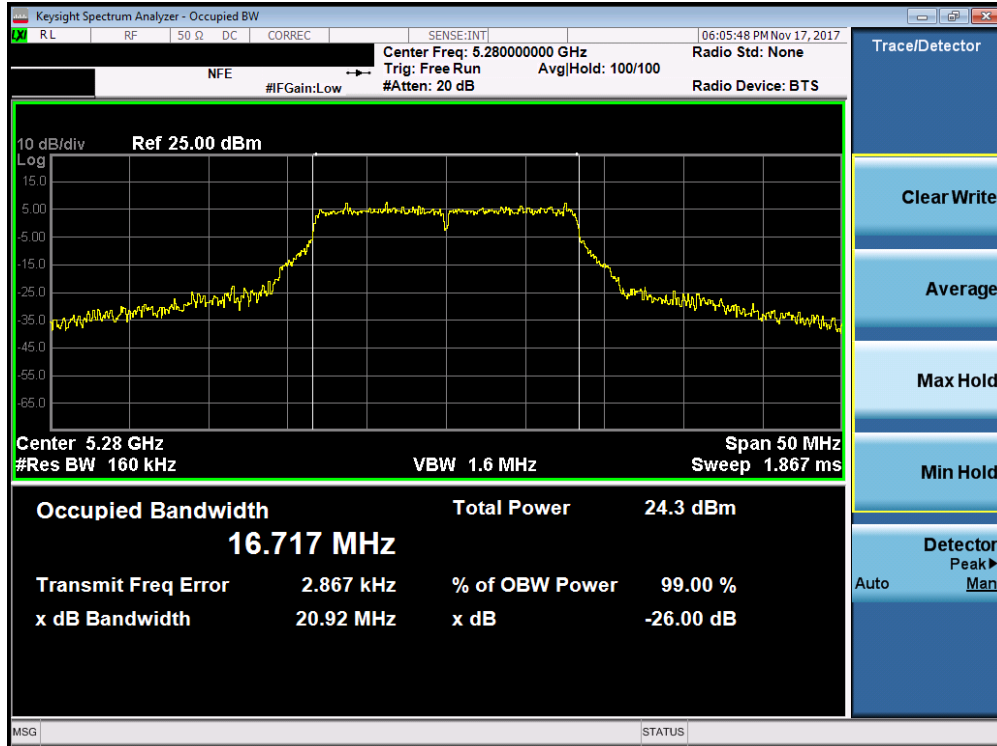 Keysight Spectrum Analyzer - Occupied BW
LXI RL RF 50 Ω DC CORREC SENSE:INT 06:05:48 PM Nov 17, 2017
NFE
#IFGain:Low
Center Freq: 5.280000000 GHz
Trig: Free Run Avg|Hold: 100/100
#Atten: 20 dB
Radio Std: None
Radio Device: BTS
10 dB/div Ref 25.00 dBm
Log
15.0
5.00
-5.00
-15.0
-25.0
-35.0
-45.0
-55.0
-65.0
Center 5.28 GHz Span 50 MHz
#Res BW 160 kHz VBW 1.6 MHz Sweep 1.867 ms
Occupied Bandwidth Total Power 24.3 dBm
16.717 MHz
Transmit Freq Error 2.867 kHz % of OBW Power 99.00 %
x dB Bandwidth 20.92 MHz x dB -26.00 dB
MSG STATUS
Trace/Detector
Clear Write
Average
Max Hold
Min Hold
Detector
Peak▶
Auto Man